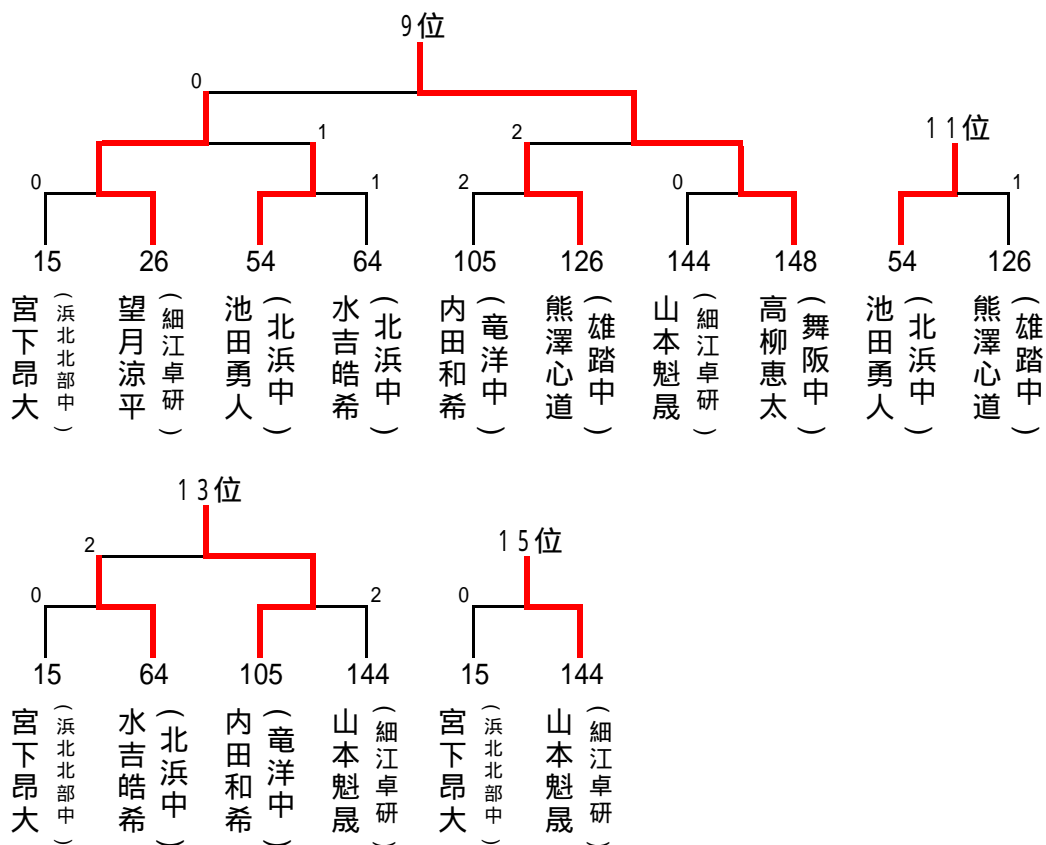 9位
0
1
2
11位
0
1
2
0
1
15
26
54
64
105
126
144
148
54
126
宮下昂大
(浜北北部中)
望月涼平
(細江卓研)
池田勇人
(北浜中)
水吉皓希
(北浜中)
内田和希
(竜洋中)
熊澤心道
(雄踏中)
山本魁晟
(細江卓研)
高柳恵太
(舞阪中)
池田勇人
(北浜中)
熊澤心道
(雄踏中)
13位
2
15位
0
2
0
15
64
105
144
15
144
宮下昂大
(浜北北部中)
水吉皓希
(北浜中)
内田和希
(竜洋中)
山本魁晟
(細江卓研)
宮下昂大
(浜北北部中)
山本魁晟
(細江卓研)